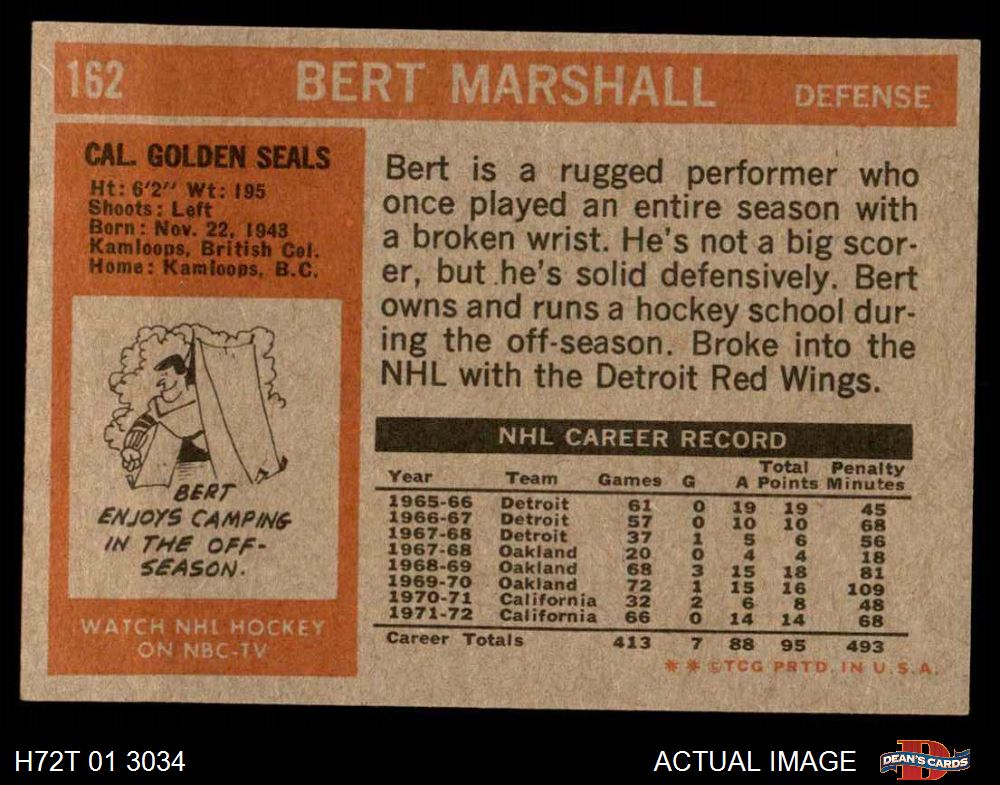 162 BERT MARSHALL DEFENSE
CAL. GOLDEN SEALS
Ht: 6'2" Wt: 195
Shoots: Left
Born: Nov. 22, 1943
Kamloops, British Col.
Home: Kamloops, B.C.
BERT
ENJOYS CAMPING
IN THE OFF-
SEASON.
WATCH NHL HOCKEY
ON NBC-TV
Bert is a rugged performer who
once played an entire season with
a broken wrist. He's not a big scor-
er, but he's solid defensively. Bert
owns and runs a hockey school dur-
ing the off-season. Broke into the
NHL with the Detroit Red Wings.
NHL CAREER RECORD
Year Team Games G A Total Points Penalty Minutes
1965-66 Detroit 61 0 19 19 45
1966-67 Detroit 57 0 10 10 68
1967-68 Detroit 37 1 5 6 56
1967-68 Oakland 20 0 4 4 18
1968-69 Oakland 68 3 15 18 81
1969-70 Oakland 72 1 15 16 109
1970-71 California 32 2 6 8 48
1971-72 California 66 0 14 14 68
Career Totals 413 7 88 95 493
* * ©TCG PRTD. IN U.S.A.
H72T 01 3034 ACTUAL IMAGE DEAN'S CARDS